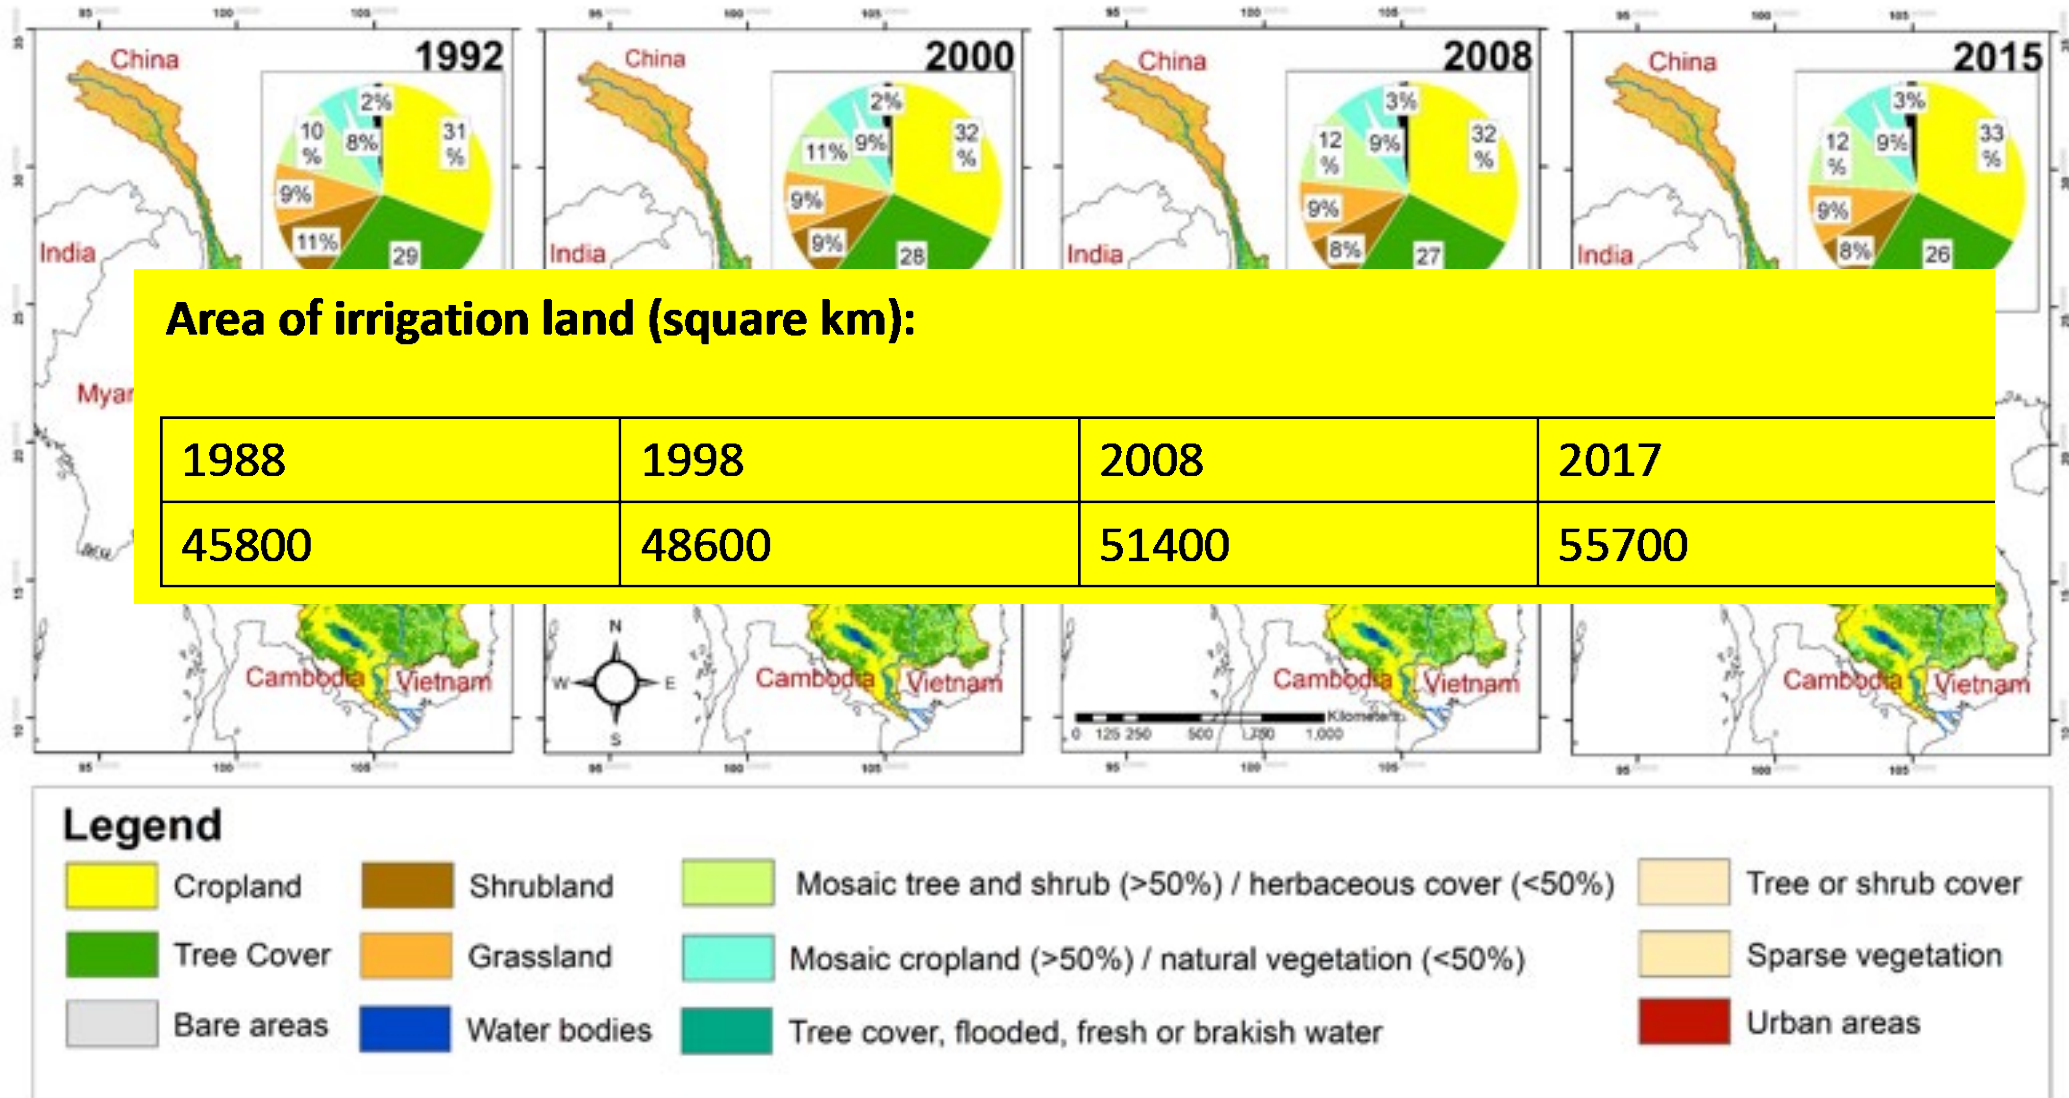 China
1992
2%
31
%
10
%
8%
9%
11%
29
India
Myar
China
2000
2%
32
%
11%
9%
9%
9%
28
India
China
2008
3%
32
%
12
%
9%
9%
8%
27
India
China
2015
3%
33
%
12
%
9%
9%
8%
26
India
Area of irrigation land (square km):
1988 1998 2008 2017
45800 48600 51400 55700
Cambodia Vietnam
N
W E
S
Cambodia Vietnam
Cambodia Vietnam
Kilometers
0 125 250 500 750 1,000
Cambodia Vietnam
Legend
Cropland Shrubland Mosaic tree and shrub (>50%) / herbaceous cover (<50%) Tree or shrub cover
Tree Cover Grassland Mosaic cropland (>50%) / natural vegetation (<50%) Sparse vegetation
Bare areas Water bodies Tree cover, flooded, fresh or brakish water Urban areas